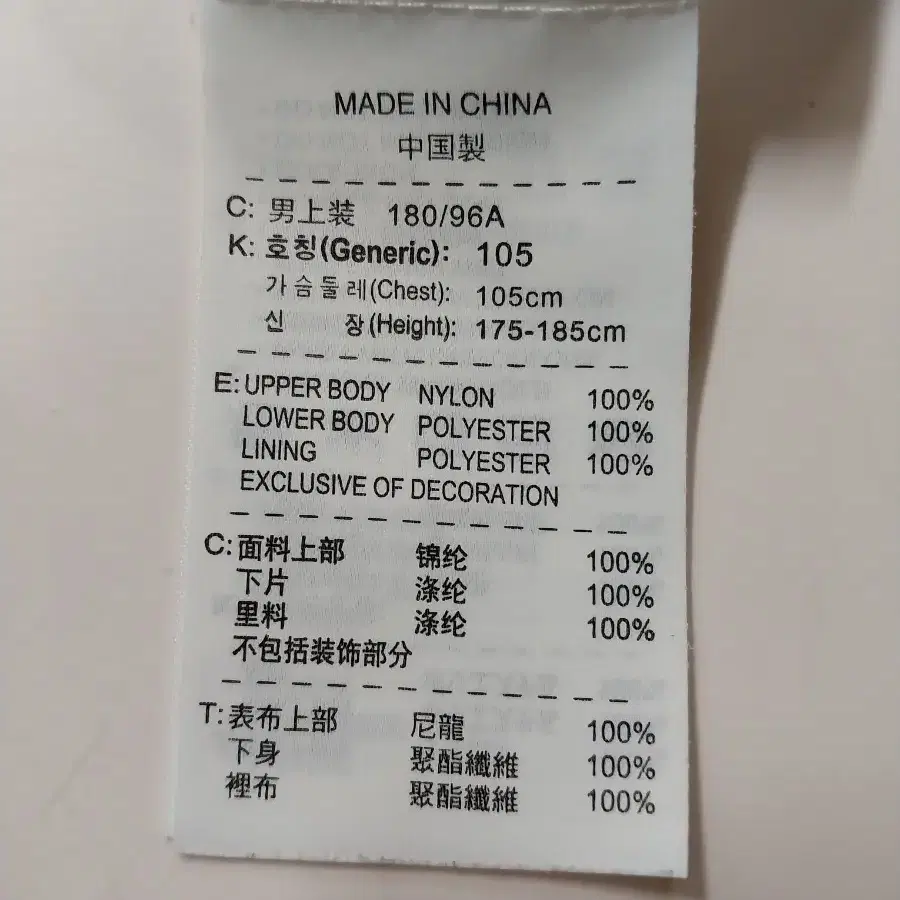 MADE IN CHINA
中国製
C: 男上装 180/96A
K: 호칭(Generic): 105
가슴둘레(Chest): 105cm
신 장(Height): 175-185cm
E: UPPER BODY NYLON 100%
LOWER BODY POLYESTER 100%
LINING POLYESTER 100%
EXCLUSIVE OF DECORATION
C: 面料上部 锦纶 100%
下片 涤纶 100%
里料 涤纶 100%
不包括装饰部分
T: 表布上部 尼龍 100%
下身 聚酯纖維 100%
裡布 聚酯纖維 100%